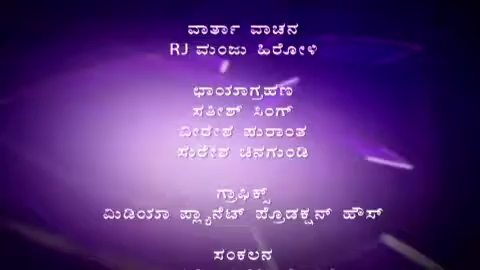 ವಾರ್ತಾ ವಾಚನ
RJ ಮಂಜು ಹಿರೋಳಿ
ಛಾಯಾಗ್ರಹಣ
ಸತೀಶ್ ಸಿಂಗ್
ವೀರೇಶ ಪುರಾಂತ
ಸುರೇಶ ಚಿನಗುಂಡಿ
ಗ್ರಾಫಿಕ್ಸ್
ಮಿಡಿಯಾ ಪ್ಲ್ಯಾನೆಟ್ ಪ್ರೊಡಕ್ಷನ್ ಹೌಸ್
ಸಂಕಲನ